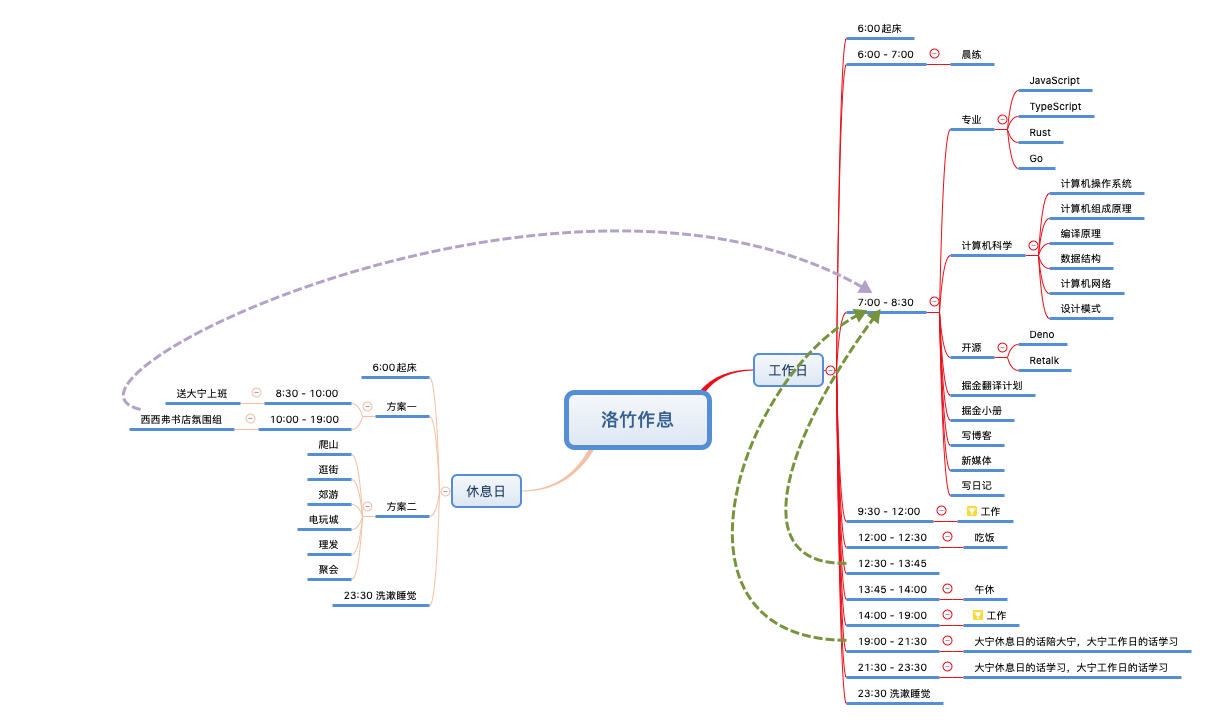 洛竹作息
工作日
6:00起床
6:00 - 7:00
晨练
7:00 - 8:30
专业
JavaScript
TypeScript
Rust
Go
计算机科学
计算机操作系统
计算机组成原理
编译原理
数据结构
计算机网络
设计模式
开源
Deno
Retalk
掘金翻译计划
掘金小册
写博客
新媒体
写日记
9:30 - 12:00
工作
12:00 - 12:30
吃饭
12:30 - 13:45
13:45 - 14:00
午休
14:00 - 19:00
工作
19:00 - 21:30
大宁休息日的话陪大宁，大宁工作日的话学习
21:30 - 23:30
大宁休息日的话学习，大宁工作日的话学习
23:30 洗漱睡觉
休息日
6:00起床
方案一
8:30 - 10:00
送大宁上班
10:00 - 19:00
西西弗书店氛围组
方案二
爬山
逛街
郊游
电玩城
理发
聚会
23:30 洗漱睡觉